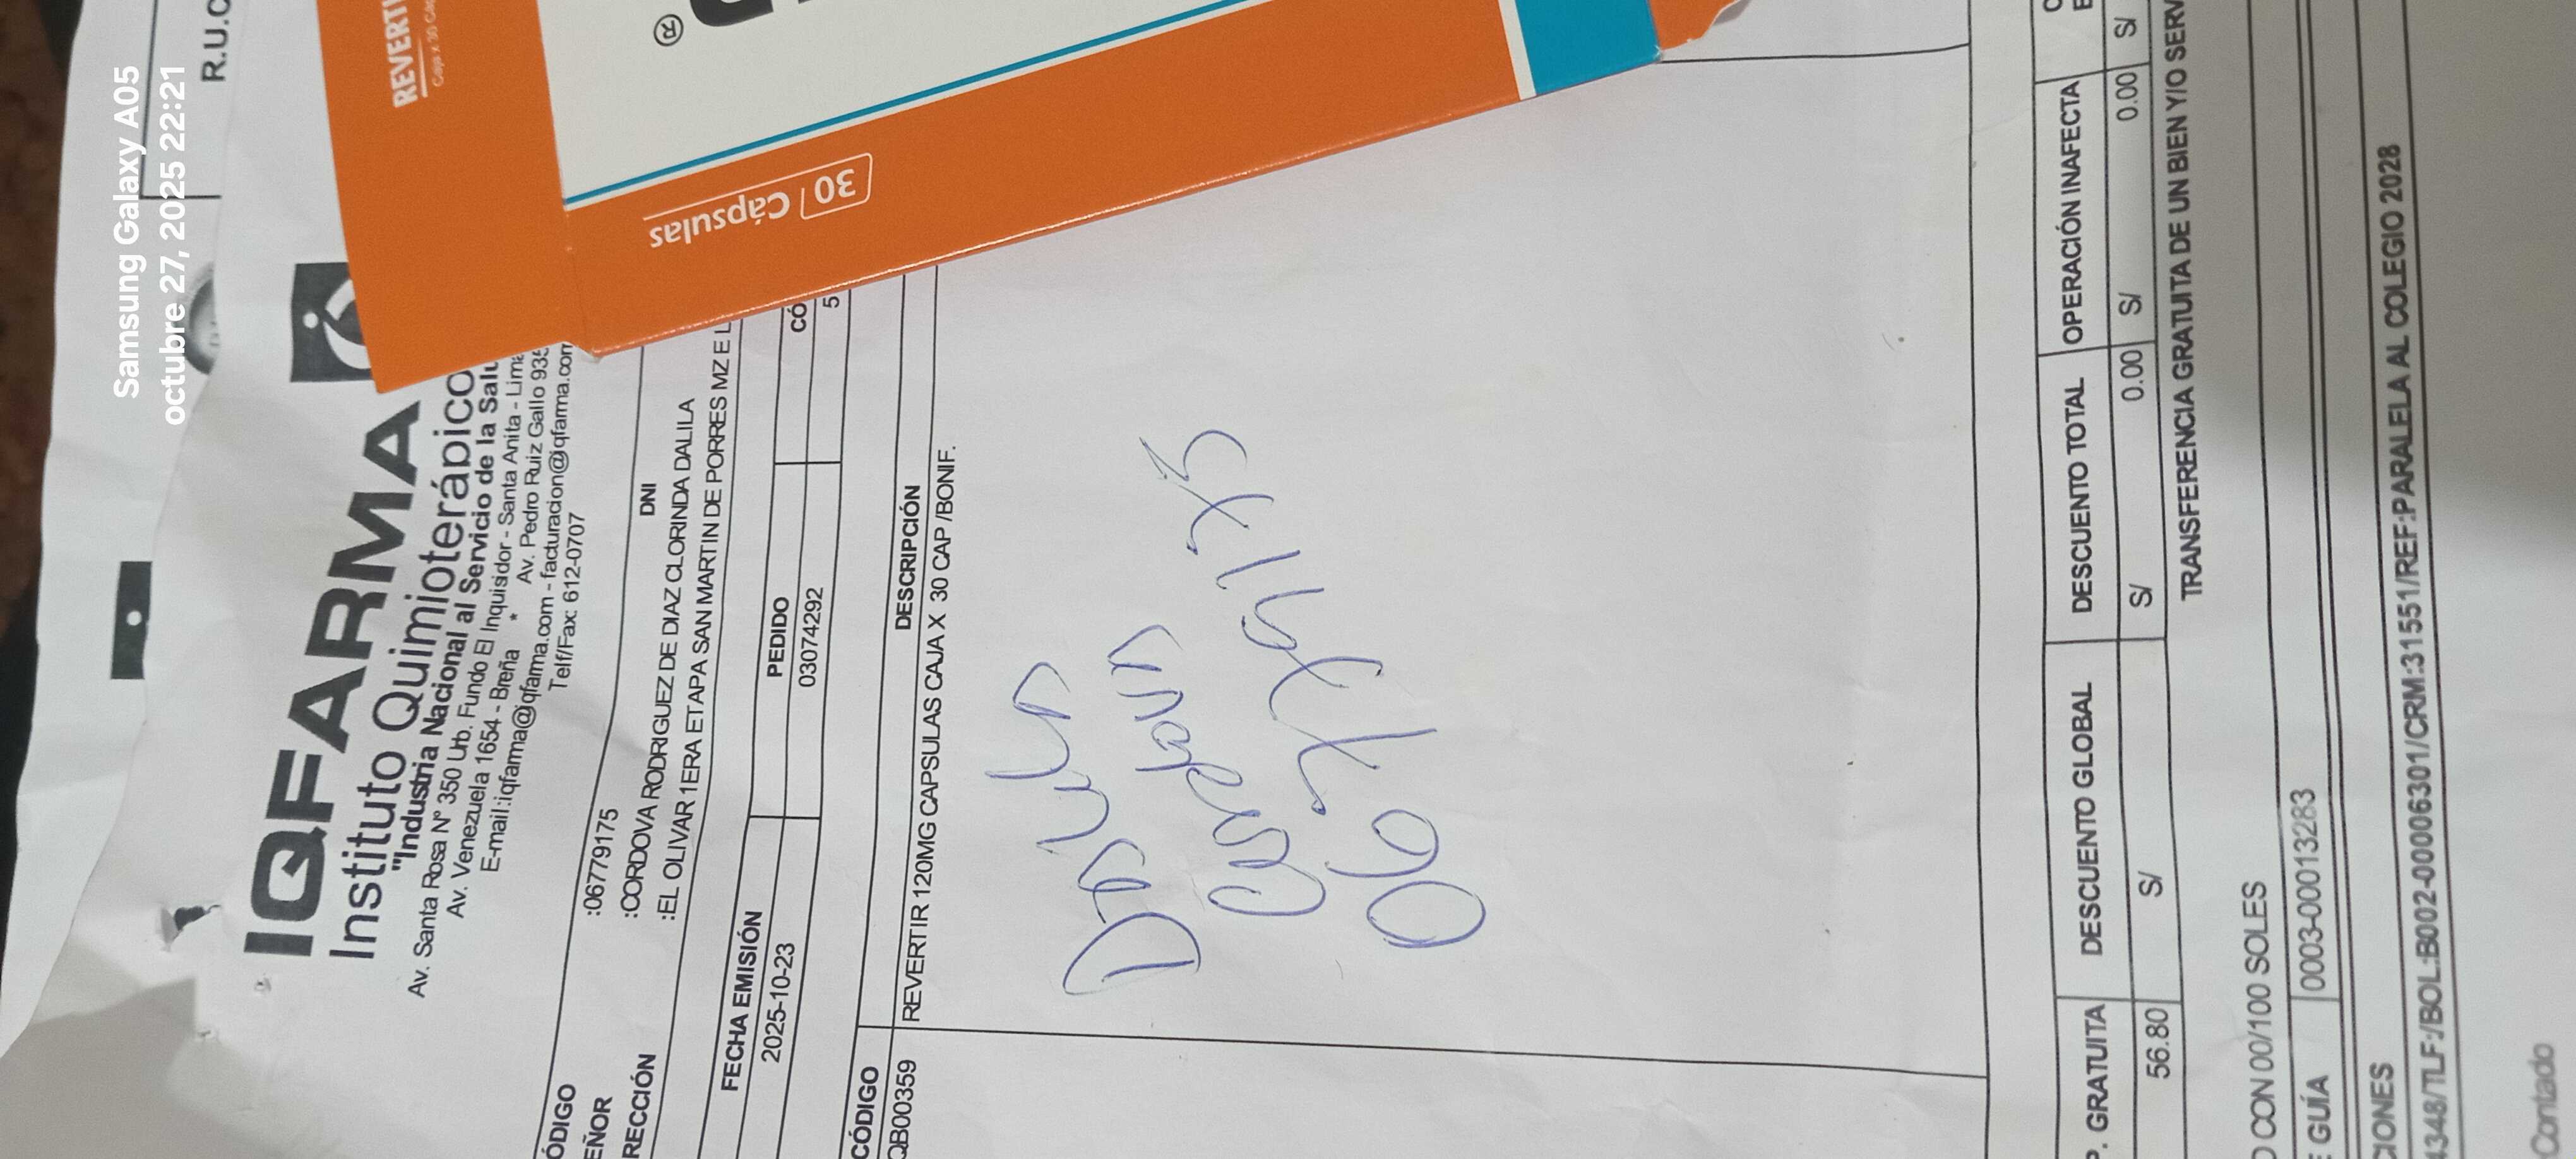 Samsung Galaxy A05
octubre 27, 2025 22:21
R.U.C
REVERTI
®
30 Cápsulas
IQFARMA
Instituto Quimioterápico
"Industria Nacional al Servicio de la Salu
Av. Santa Rosa N° 350 Urb. Fundo El Inquisidor - Santa Anita - Lima
Av. Venezuela 1654 - Breña * Av. Pedro Ruiz Gallo 935
E-mail:iqfarma@iqfarma.com - facturacion@iqfarma.com
Telf/Fax: 612-0707
ÓDIGO :06779175 DNI
EÑOR :CORDOVA RODRIGUEZ DE DIAZ CLORINDA DALILA
RECCIÓN :EL OLIVAR 1ERA ETAPA SAN MARTIN DE PORRES MZ E L
FECHA EMISIÓN PEDIDO CÓ
2025-10-23 03074292 5
CÓDIGO DESCRIPCIÓN
QB00359 REVERTIR 120MG CAPSULAS CAJA X 30 CAP /BONIF.
P. GRATUITA DESCUENTO GLOBAL DESCUENTO TOTAL OPERACIÓN INAFECTA
56.80 S/ S/ 0.00 S/ 0.00 S/
TRANSFERENCIA GRATUITA DE UN BIEN Y/O SERV
O CON 00/100 SOLES
E GUÍA 0003-00013283
CIONES
4348/TLF:/BOL:B002-00006301/CRM:31551/REF:PARALELA AL COLEGIO 2028
Contado